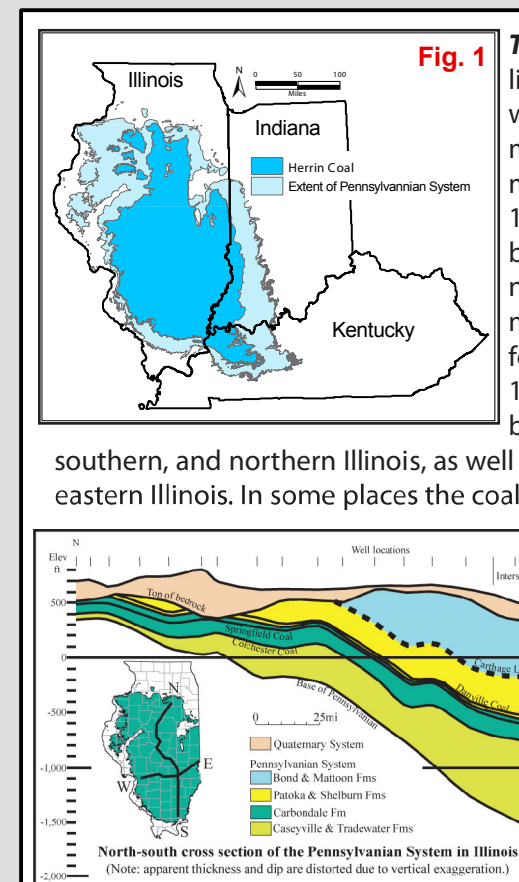 Fig. 1
Illinois
N
0 50 100
Miles
Indiana
Herrin Coal
Extent of Pennsylvannian System
Kentucky
southern, and northern Illinois, as well
eastern Illinois. In some places the coal
N
Well locations
Elev
ft
500
0
-500
-1,000
-1,500
-2,000
Top of bedrock
Springfield Coal
Colchester Coal
Base of Pennsylvanian
Danville Coal
Carthage L
Inters
N
E
W
S
0 25mi
Quaternary System
Pennsylvanian System
Bond & Mattoon Fms
Patoka & Shelburn Fms
Carbondale Fm
Caseyville & Tradewater Fms
North-south cross section of the Pennsylvanian System in Illinois
(Note: apparent thickness and dip are distorted due to vertical exaggeration.)